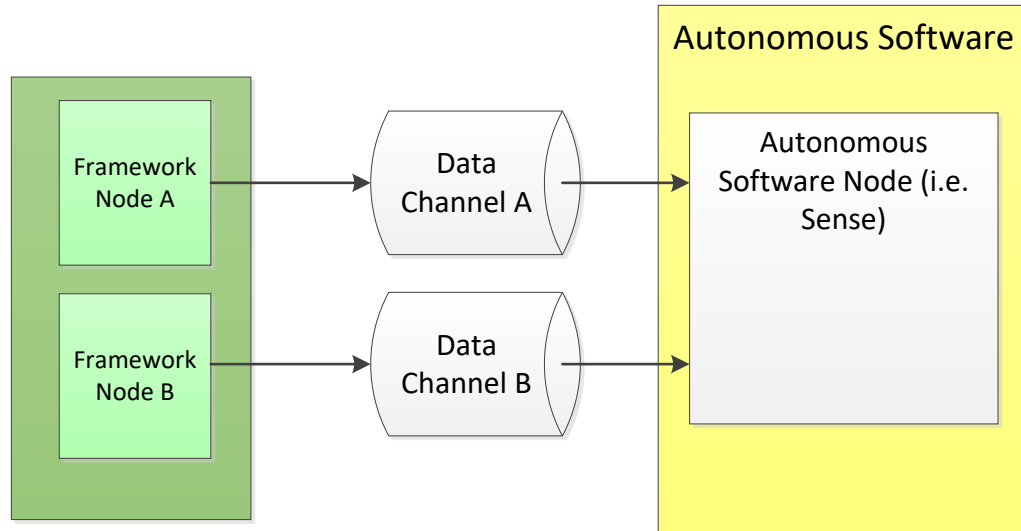 Autonomous Software
Framework
Node A
Data
Channel A
Autonomous
Software Node (i.e.
Sense)
Framework
Node B
Data
Channel B